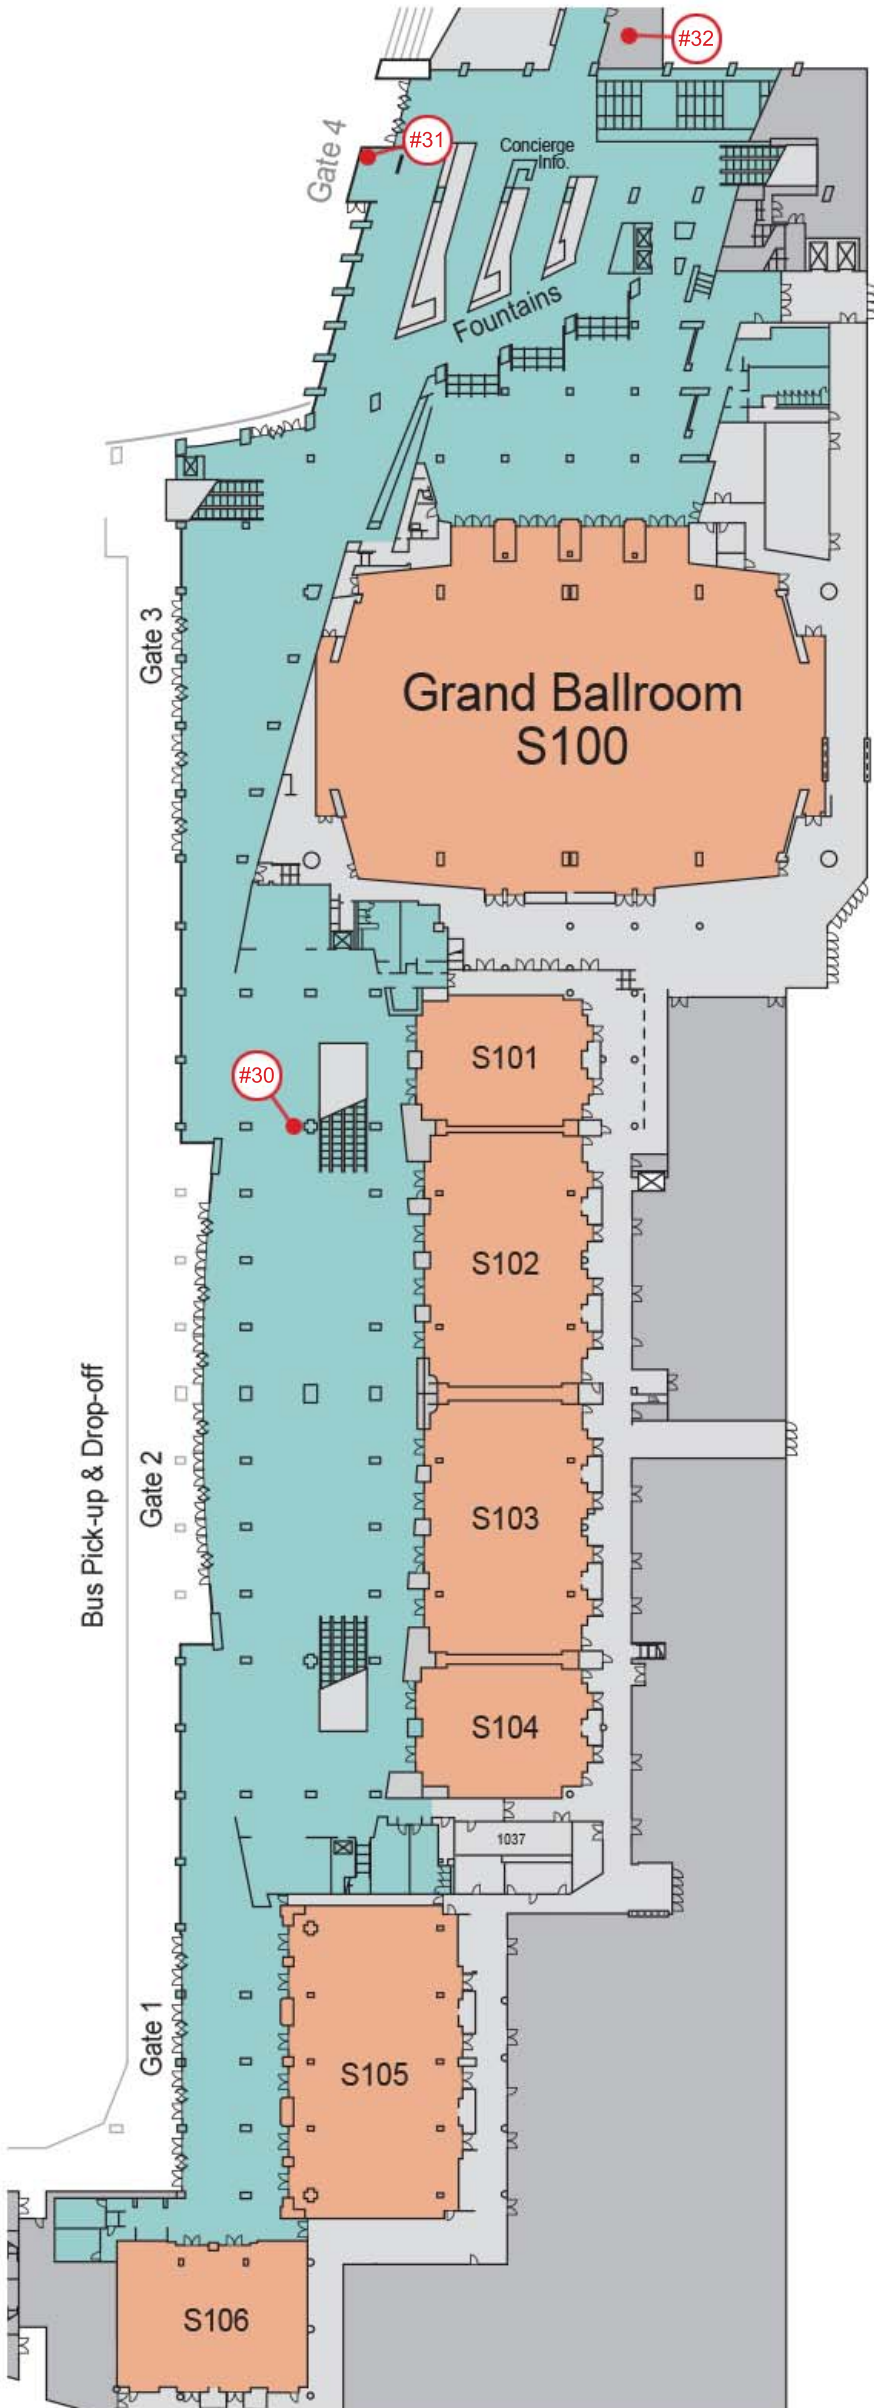 #32
#31
Gate 4
Concierge
Info.
Fountains
Gate 3
Grand Ballroom
S100
S101
#30
S102
Bus Pick-up & Drop-off
Gate 2
S103
S104
1037
Gate 1
S105
S106